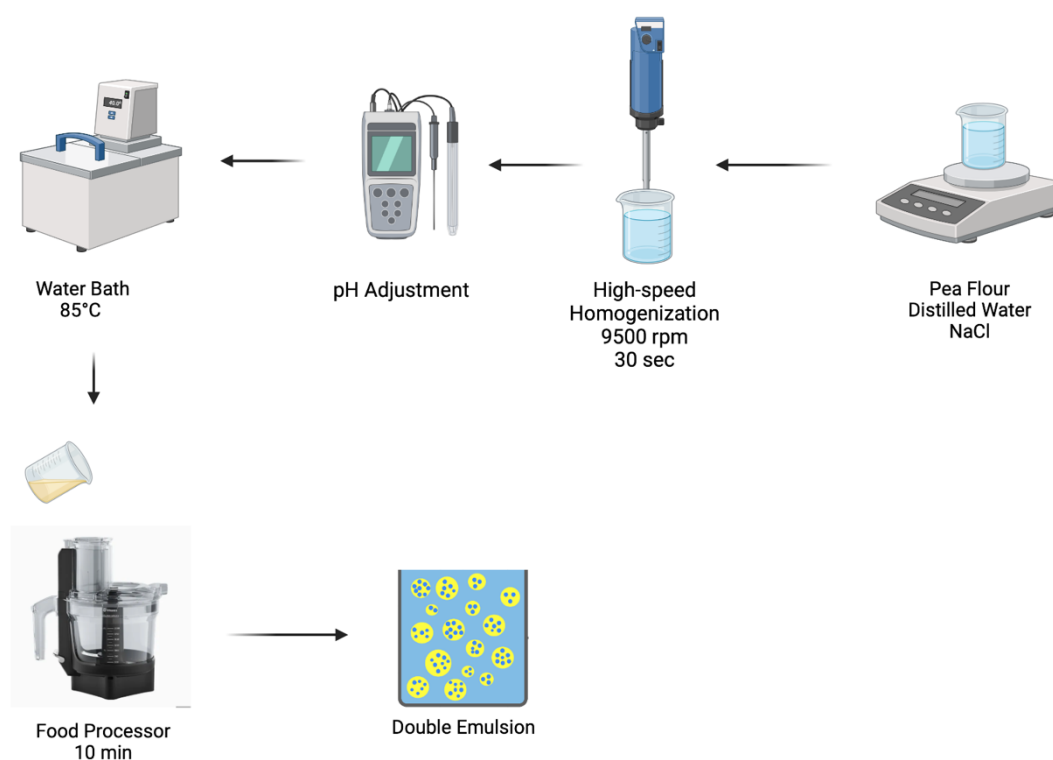 Water Bath
85°C
pH Adjustment
High-speed
Homogenization
9500 rpm
30 sec
Pea Flour
Distilled Water
NaCl
Food Processor
10 min
Double Emulsion